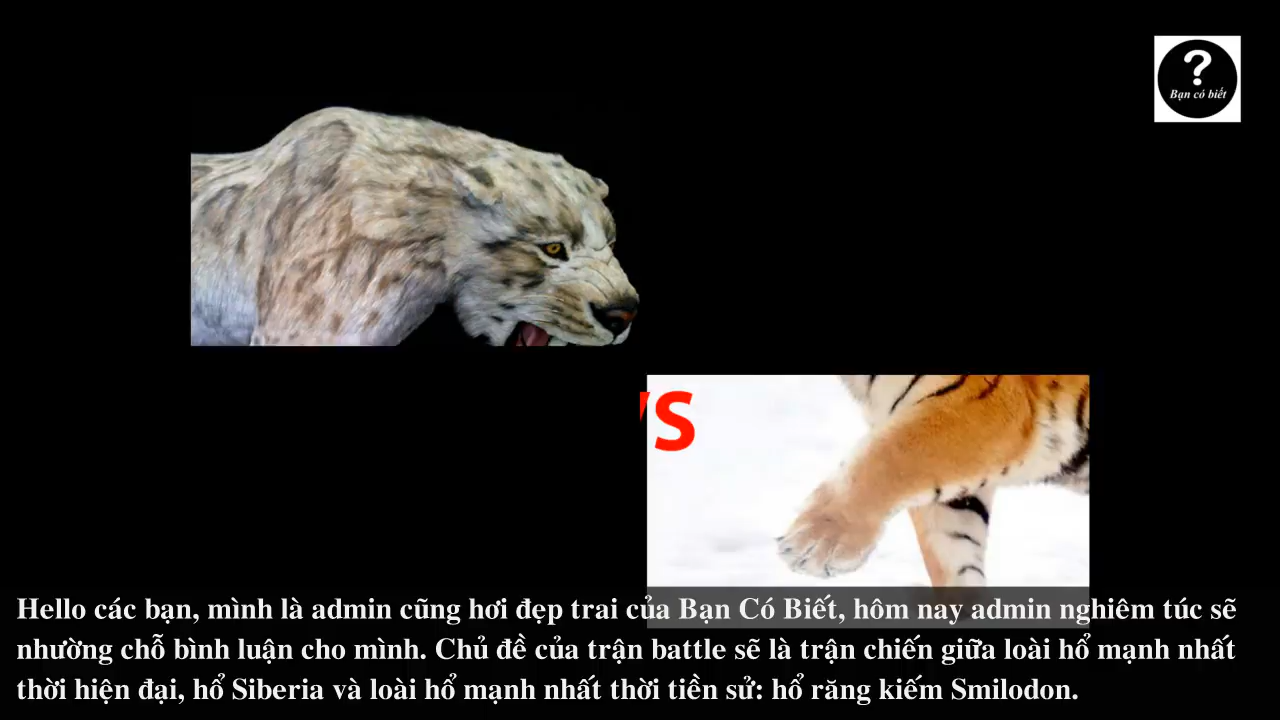 ?
Bạn có biết
VS
Hello các bạn, mình là admin cũng hơi đẹp trai của Bạn Có Biết, hôm nay admin nghiêm túc sẽ
nhường chỗ bình luận cho mình. Chủ đề của trận battle sẽ là trận chiến giữa loài hổ mạnh nhất
thời hiện đại, hổ Siberia và loài hổ mạnh nhất thời tiền sử: hổ răng kiếm Smilodon.